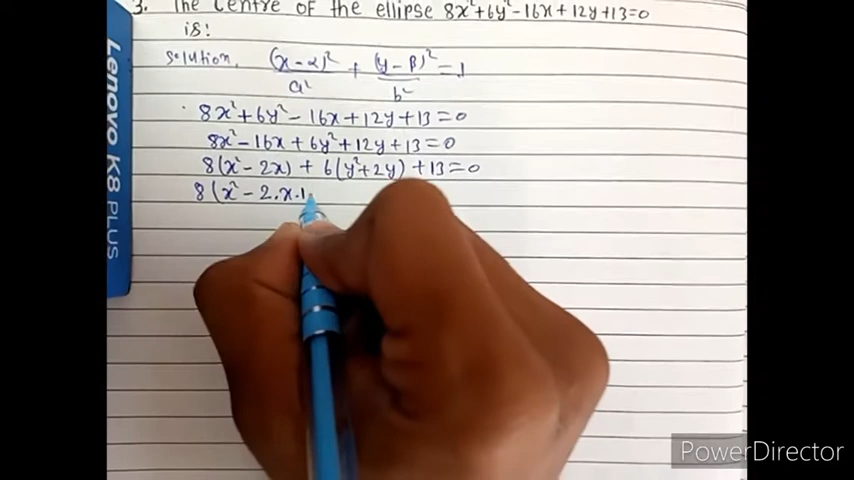 3. The Centre of the ellipse 8x²+6y²-16x+12y+13=0
is:
Solution, (x-α)²/a² + (y-β)²/b² = 1
8x²+6y²-16x+12y+13=0
8x²-16x+6y²+12y+13=0
8(x²-2x)+6(y²+2y)+13=0
8(x²-2.x.1
Lenovo K8 PLUS
PowerDirector